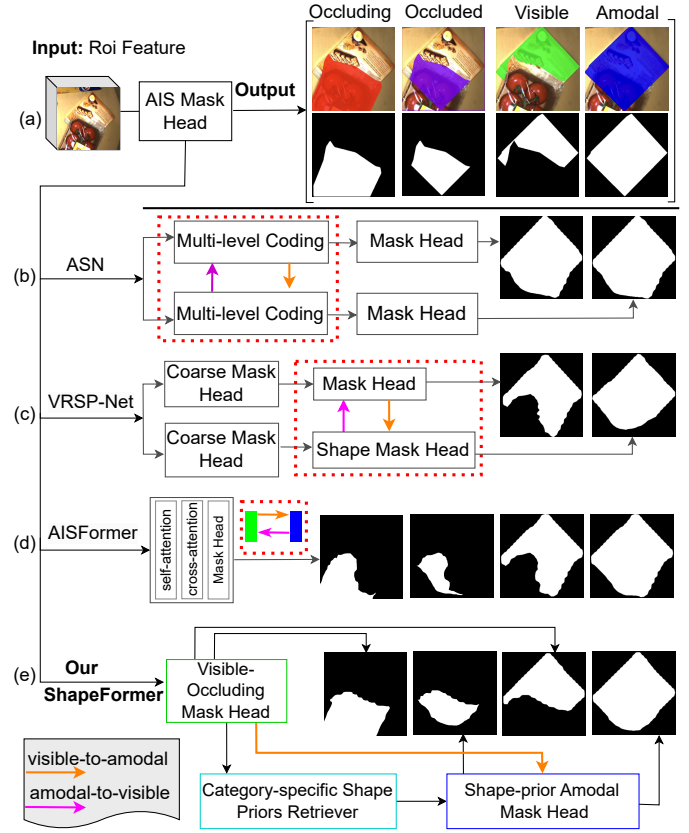 Occluding Occluded Visible Amodal
Input: Roi Feature
(a)
AIS Mask
Head
Output
(b)
ASN
Multi-level Coding
Mask Head
Multi-level Coding
Mask Head
(c)
VRSP-Net
Coarse Mask
Head
Mask Head
Coarse Mask
Head
Shape Mask Head
(d)
AISFormer
self-attention
cross-attention
Mask Head
(e)
Our
ShapeFormer
Visible-
Occluding
Mask Head
visible-to-amodal
amodal-to-visible
Category-specific Shape
Priors Retriever
Shape-prior Amodal
Mask Head